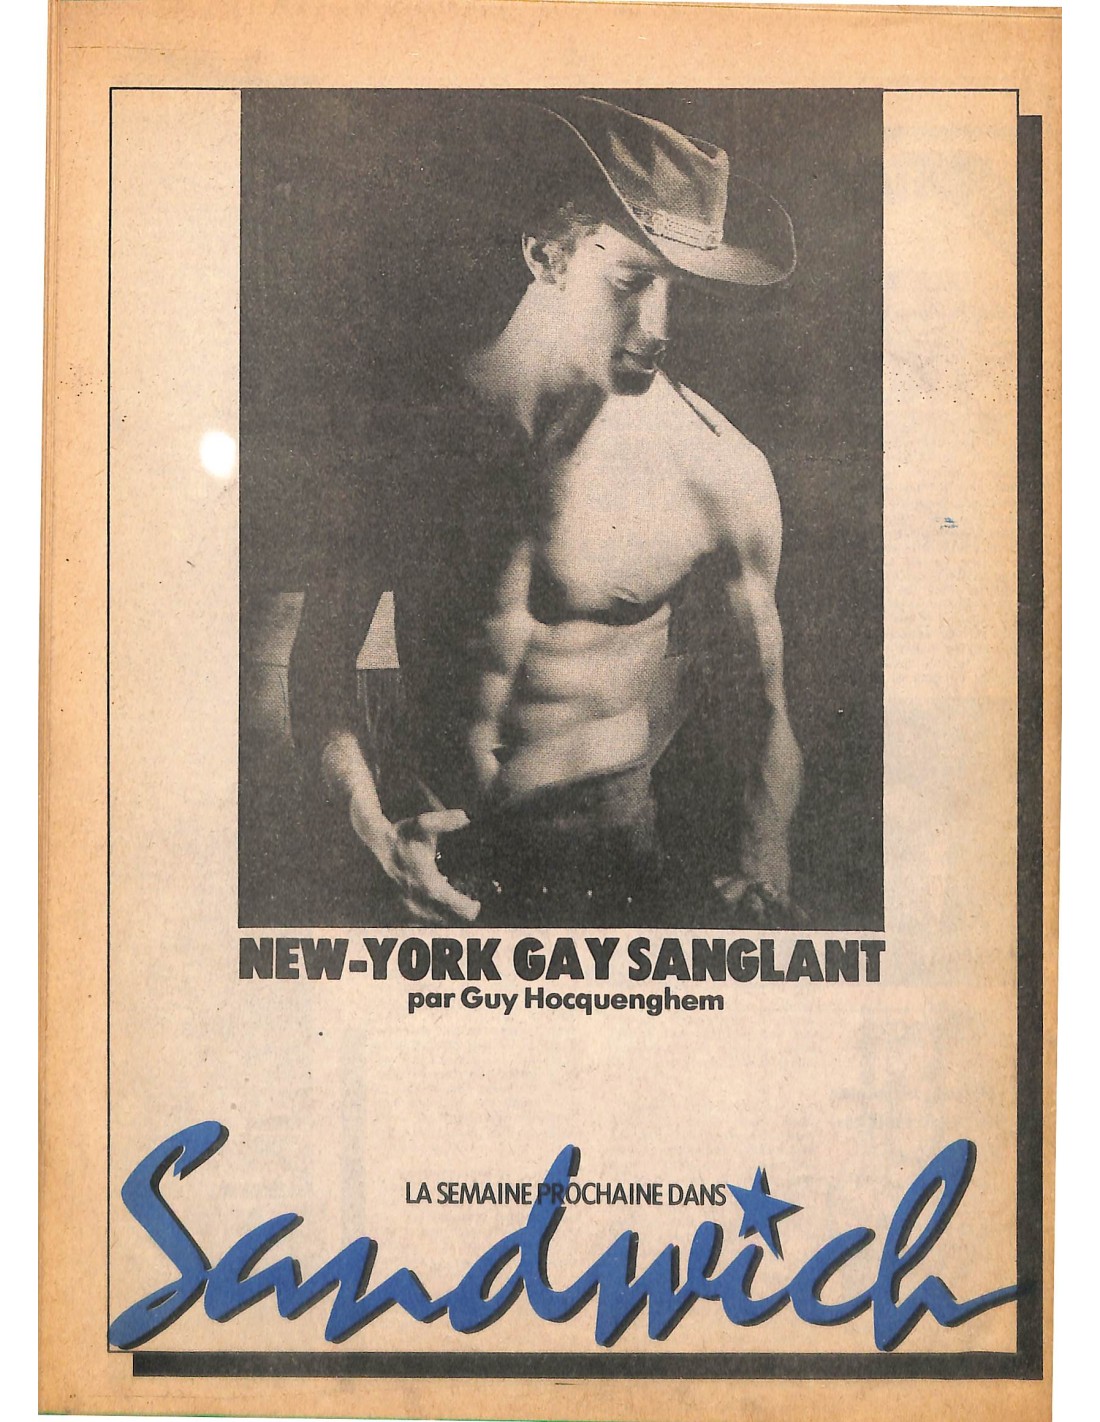 NEW-YORK GAY SANGLANT
par Guy Hocquenghem
LA SEMAINE PROCHAINE DANS
Sandwich